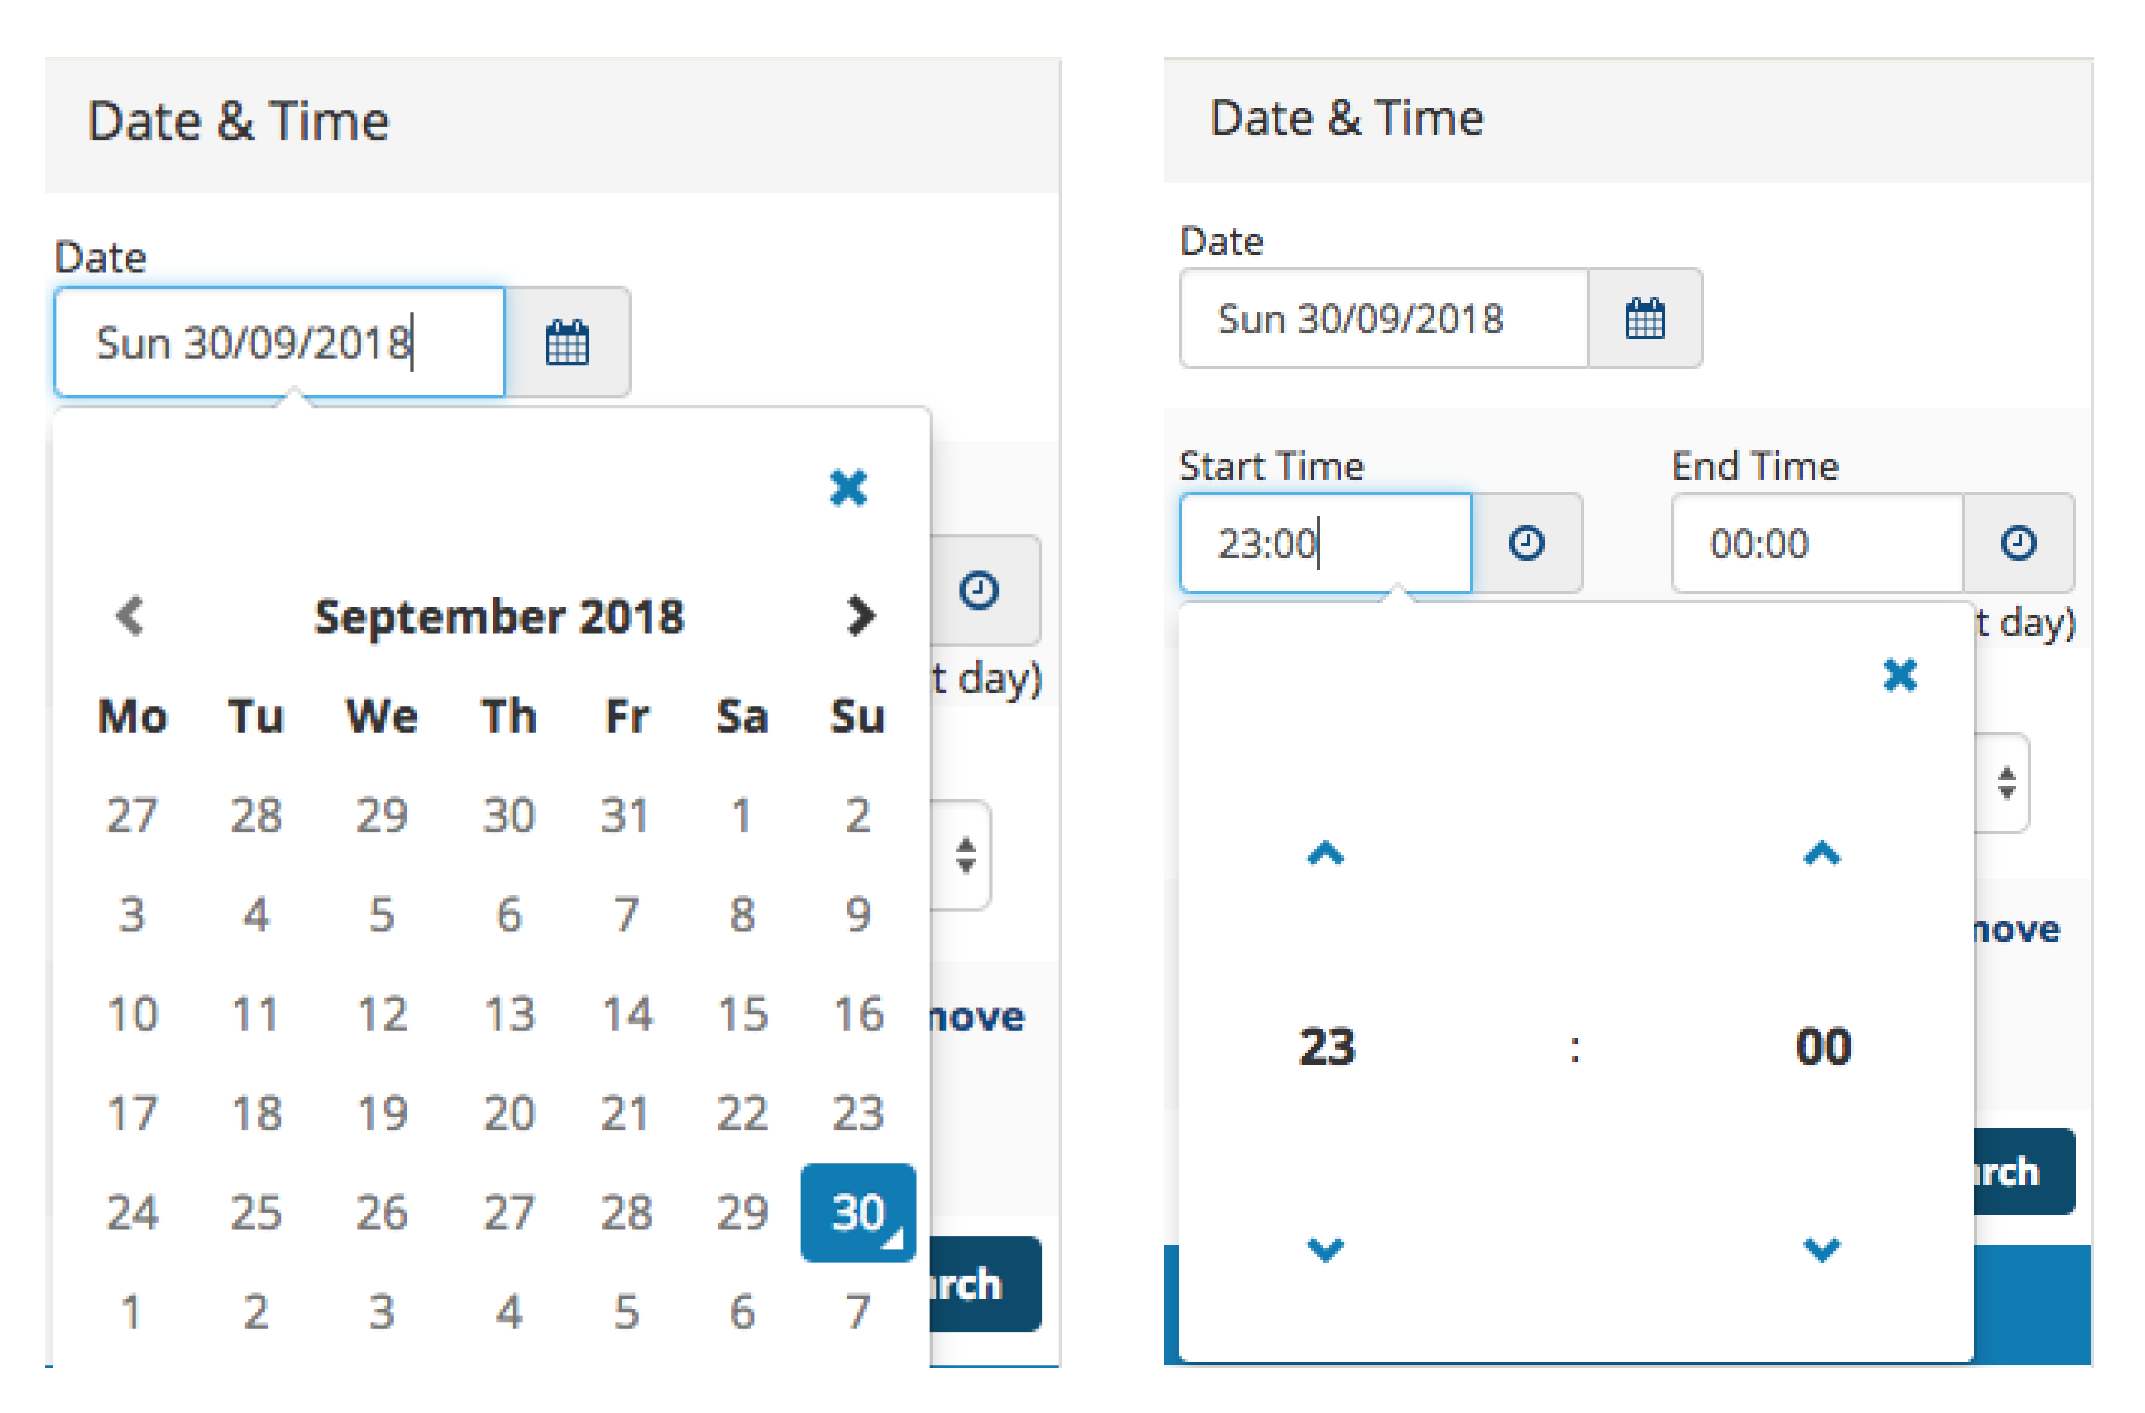 Date & Time
Date
Sun 30/09/2018
September 2018
Mo Tu We Th Fr Sa Su
27 28 29 30 31 1 2
3 4 5 6 7 8 9
10 11 12 13 14 15 16
17 18 19 20 21 22 23
24 25 26 27 28 29 30
1 2 3 4 5 6 7
t day)
Date & Time
Date
Sun 30/09/2018
Start Time End Time
23:00 00:00
t day)
23 : 00